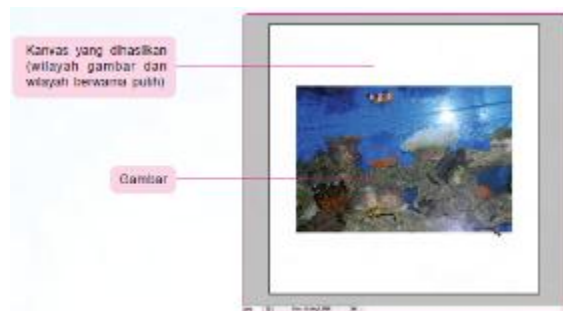 Kanvas yang dihasilkan
(wilayah gambar dan
wilayah berwarna putih)
Gambar